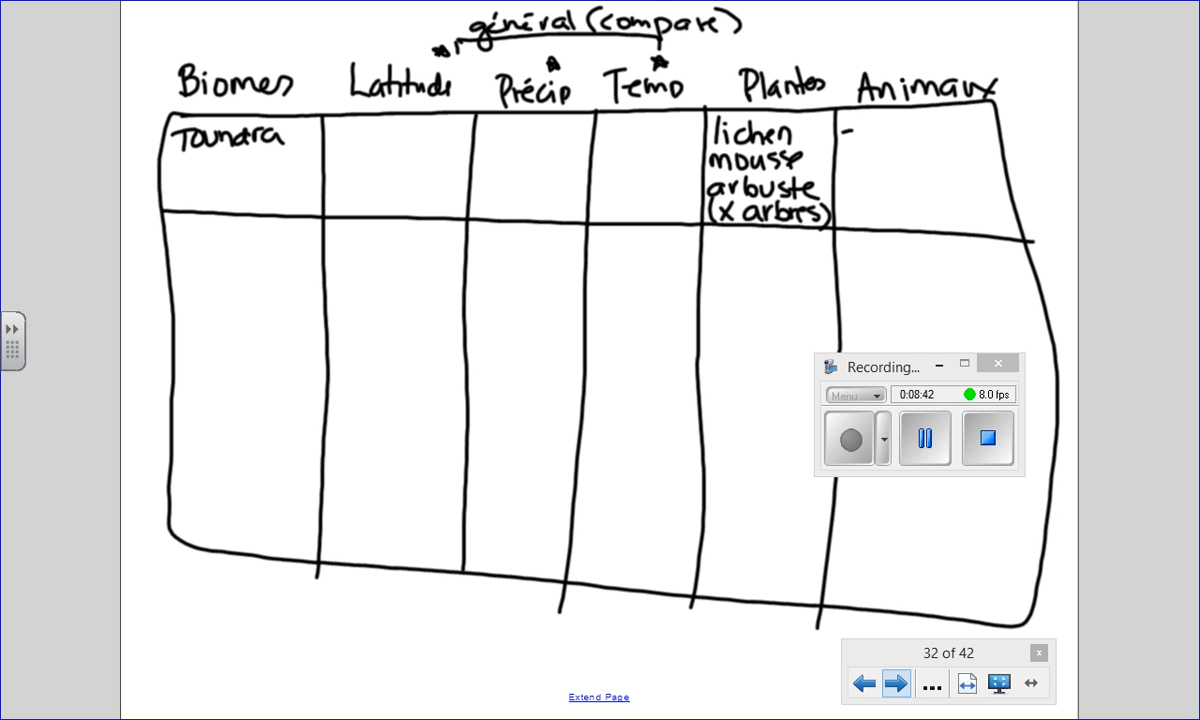 général (compare)
Biomes Latitude Précip Temp Plantes Animaux
Toundra
lichen
mousse
arbuste
(x arbres)
-
Recording...
Menu 0:08:42 8.0 fps
32 of 42
Extend Page